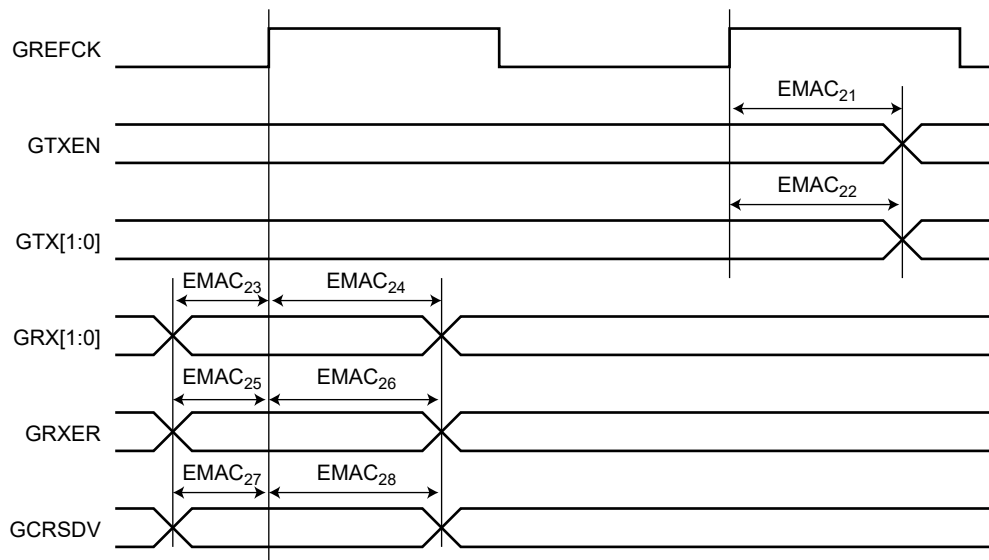 GREFCK
EMAC21
GTXEN
EMAC22
GTX[1:0]
EMAC23 EMAC24
GRX[1:0]
EMAC25 EMAC26
GRXER
EMAC27 EMAC28
GCRSDV